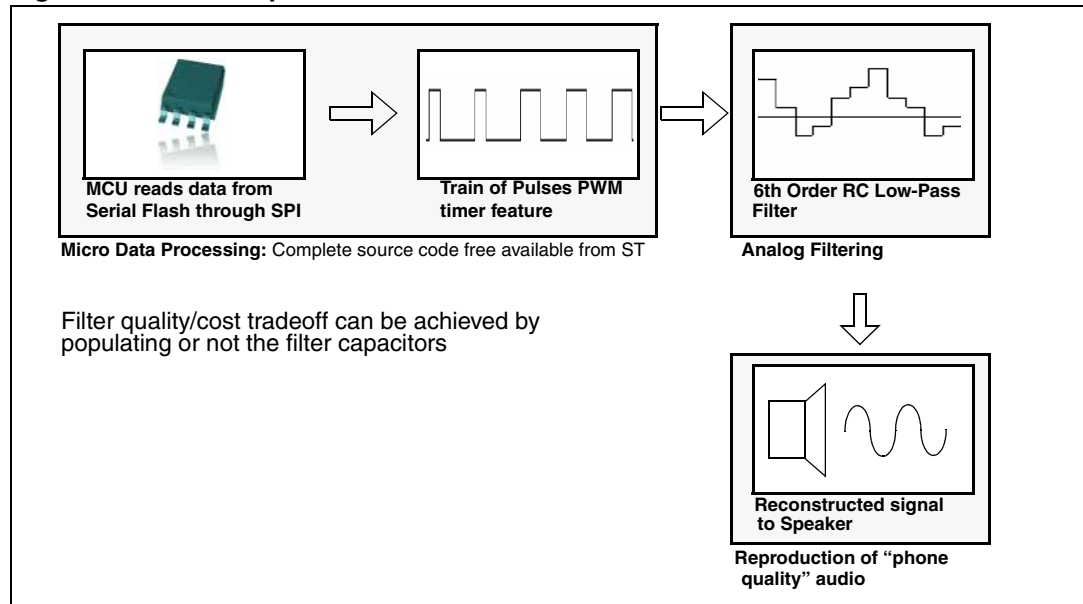 MCU reads data from
Serial Flash through SPI
Train of Pulses PWM
timer feature
Micro Data Processing: Complete source code free available from ST
6th Order RC Low-Pass
Filter
Analog Filtering
Filter quality/cost tradeoff can be achieved by
populating or not the filter capacitors
Reconstructed signal
to Speaker
Reproduction of “phone
quality” audio